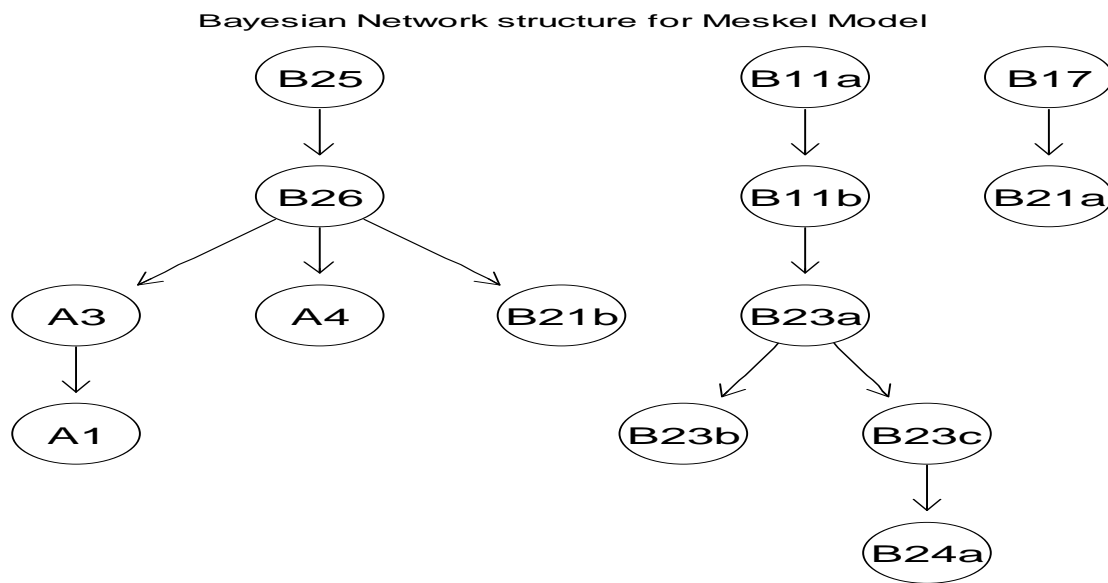 Bayesian Network structure for Meskel Model
B25 B11a B17
B26 B11b B21a
A3 A4 B21b B23a
A1 B23b B23c
B24a